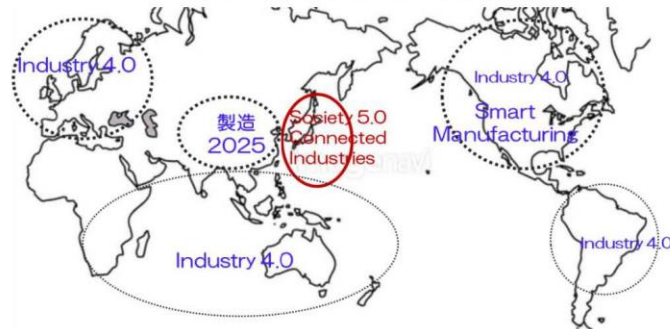 Industry 4.0
Industry 4.0
Smart
Manufacturing
製造
2025
Society 5.0
Connected
Industries
Industry 4.0
Industry 4.0